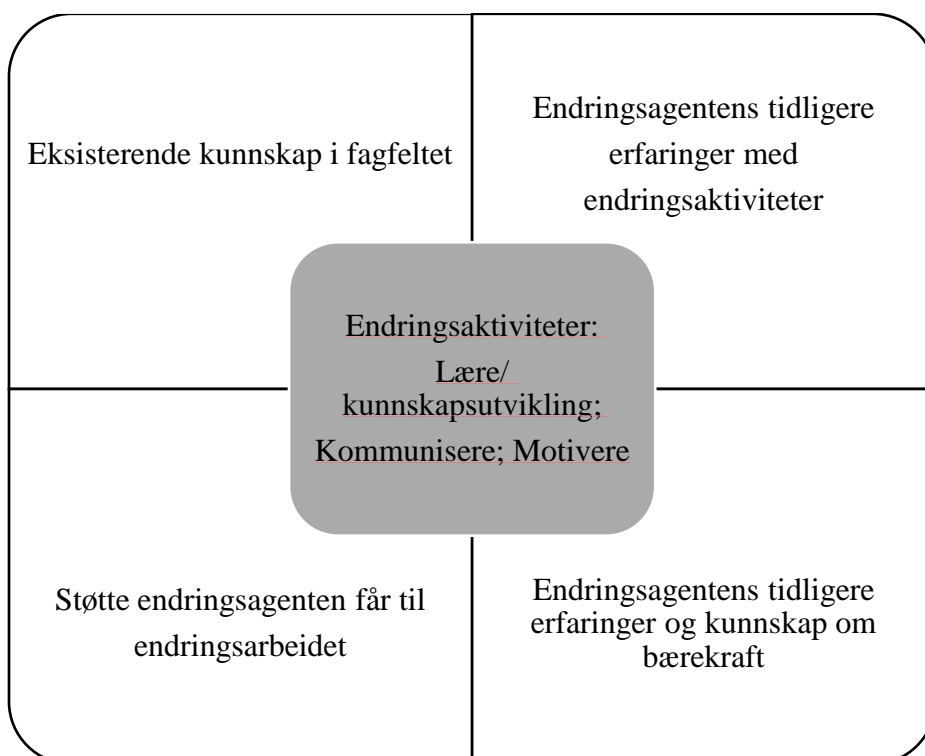 Eksisterende kunnskap i fagfeltet
Endringsagentens tidligere
erfaringer med
endringsaktiviteter
Endringsaktiviteter:
Lære/
kunnskapsutvikling;
Kommunisere; Motivere
Støtte endringsagenten får til
endringsarbeidet
Endringsagentens tidligere
erfaringer og kunnskap om
bærekraft